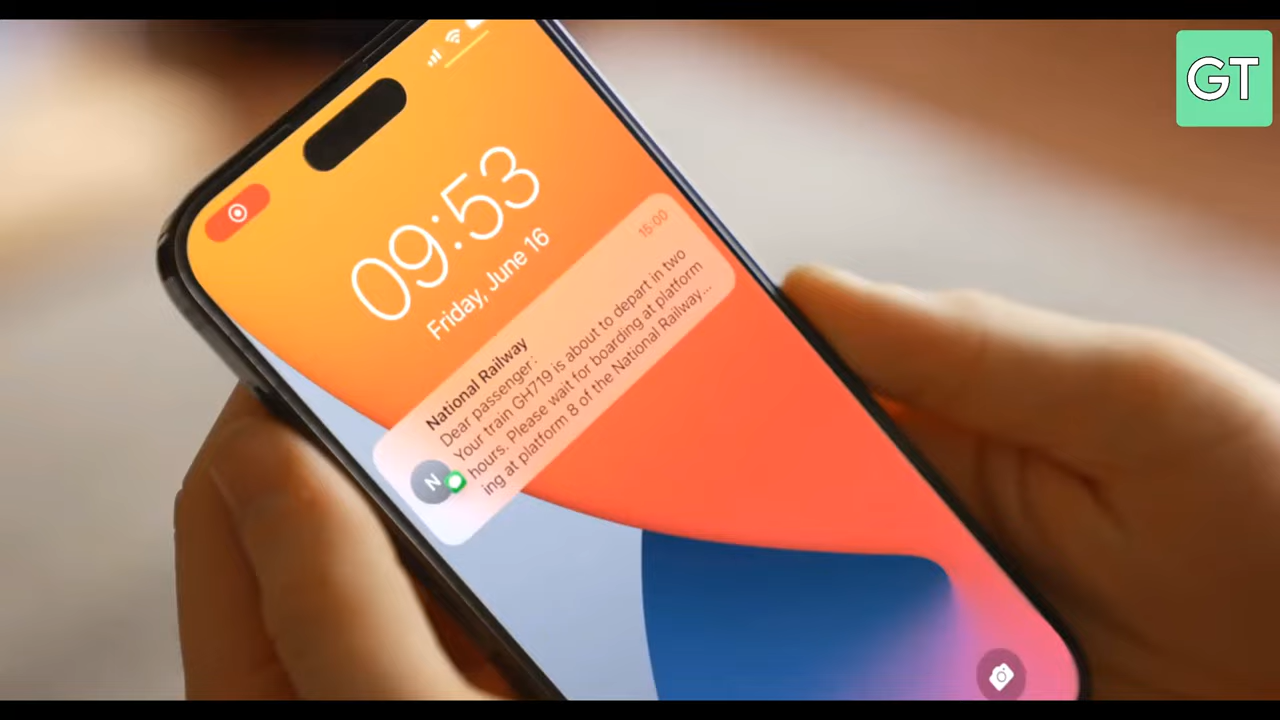 GT
09:53
Friday, June 16
15:00
National Railway
Dear passenger:
Your train GH719 is about to depart in two
hours. Please wait for boarding at platform
ing at platform 8 of the National Railway...
N